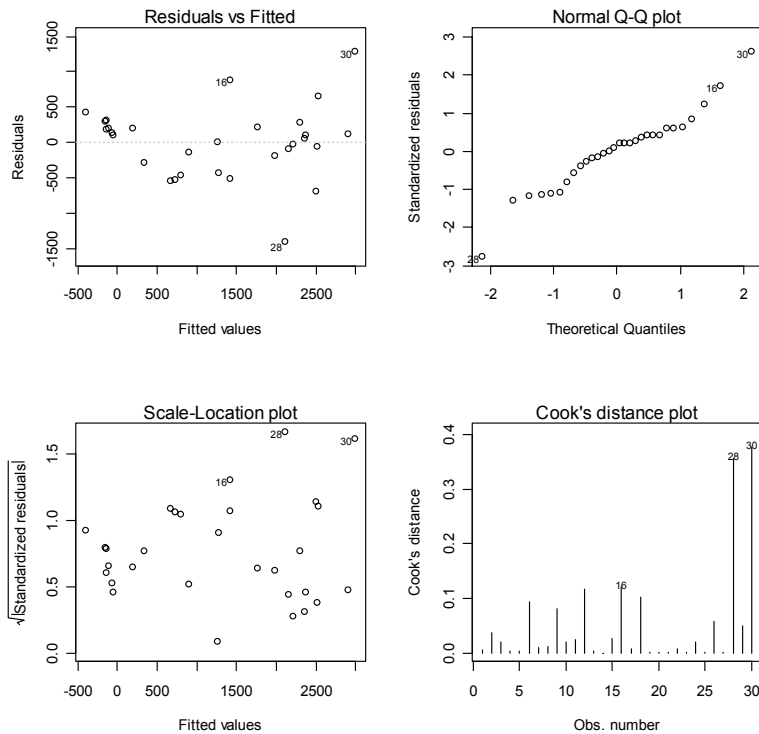 Residuals vs Fitted
Residuals
1500
500
0
-500
-1500
30
16
28
-500 0 500 1500 2500
Fitted values
Normal Q-Q plot
Standardized residuals
3
2
1
0
-1
-2
-3
30
16
28
-2 -1 0 1 2
Theoretical Quantiles
Scale-Location plot
√|Standardized residuals|
1.5
1.0
0.5
0.0
28
30
16
-500 0 500 1500 2500
Fitted values
Cook's distance plot
Cook's distance
0.4
0.3
0.2
0.1
0.0
30
28
16
0 5 10 15 20 25 30
Obs. number